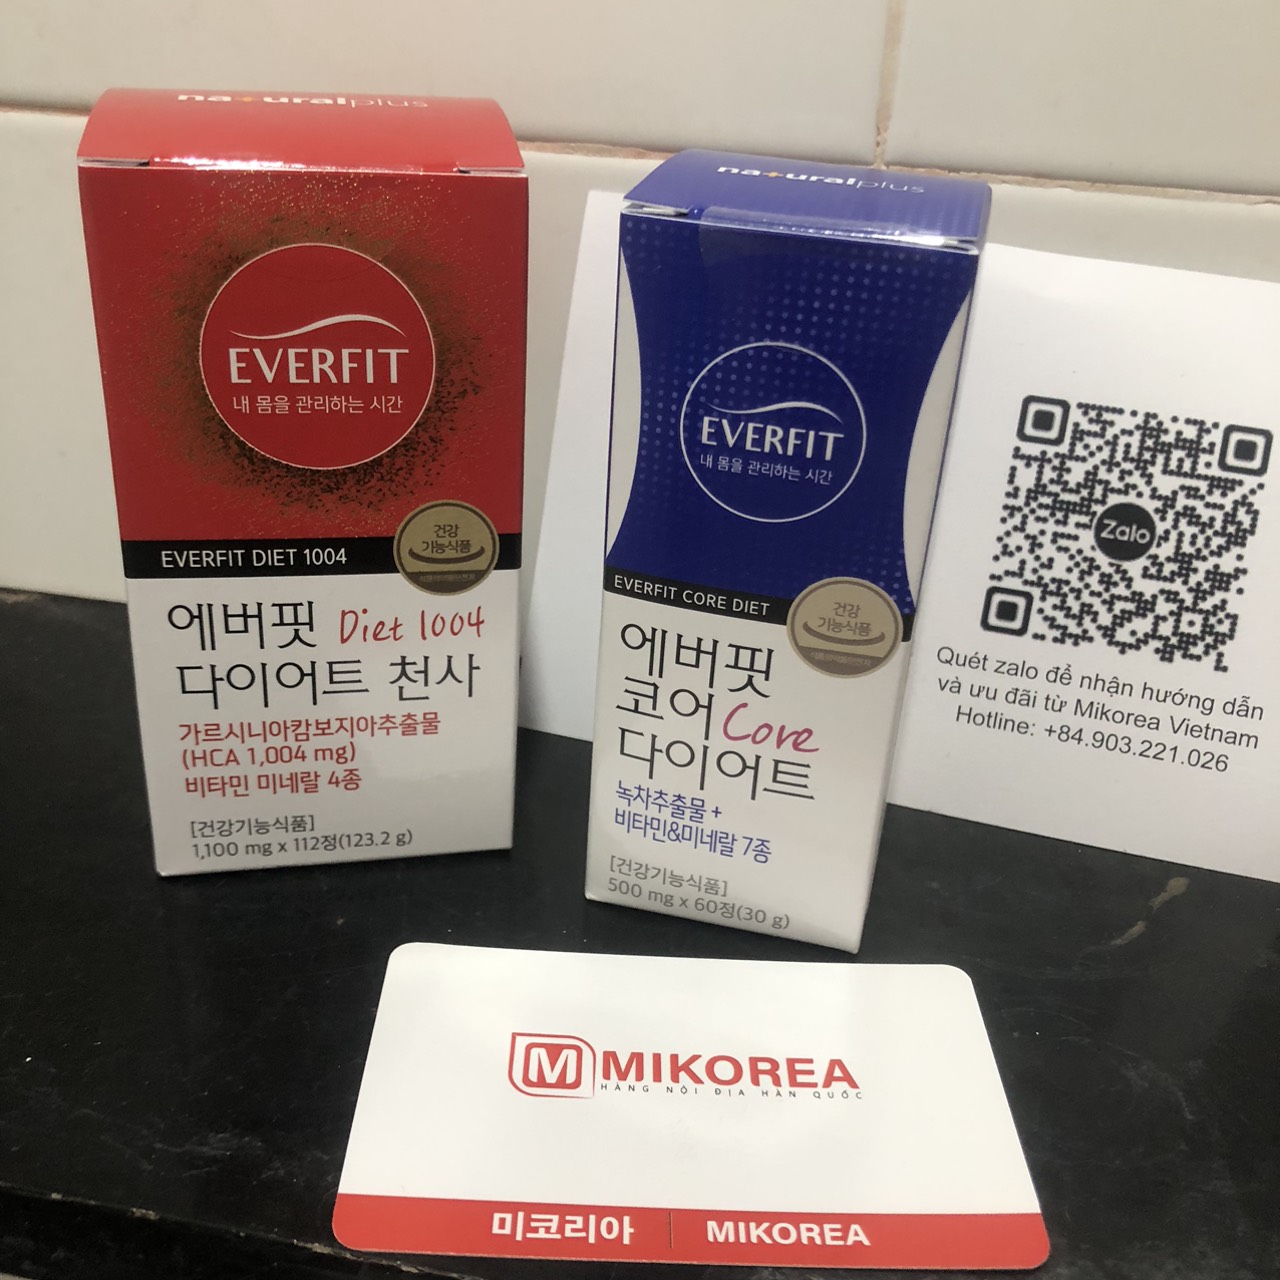 naturalplus
EVERFIT
내 몸을 관리하는 시간
건강
기능식품
EVERFIT DIET 1004
에버핏 Diet 1004
다이어트 천사
가르시니아캄보지아추출물
(HCA 1,004 mg)
비타민 미네랄 4종
[건강기능식품]
1,100 mg x 112정(123.2 g)
naturalplus
EVERFIT
내 몸을 관리하는 시간
EVERFIT CORE DIET
건강
기능식품
에버핏
코어 Core
다이어트
녹차추출물 +
비타민&미네랄 7종
[건강기능식품]
500 mg x 60정(30 g)
Zalo
Quét zalo để nhận hướng dẫn
và ưu đãi từ Mikorea Vietnam
Hotline: +84.903.221.026
M MIKOREA
HÀNG NỘI ĐỊA HÀN QUỐC
미코리아 | MIKOREA